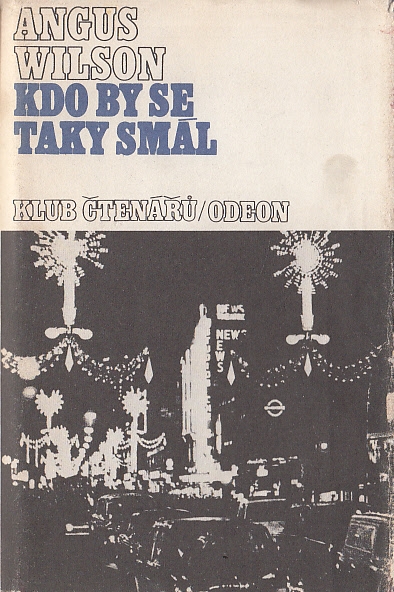 ANGUS
WILSON
KDO BY SE
TAKY SMÁL
KLUB ČTENÁŘŮ/ODEON
NEWS
NEWS
E
W
S